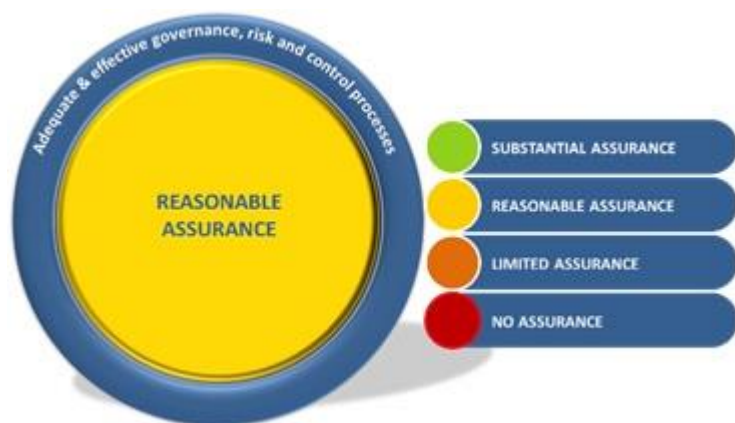 Adequate & effective governance, risk and control processes
REASONABLE
ASSURANCE
SUBSTANTIAL ASSURANCE
REASONABLE ASSURANCE
LIMITED ASSURANCE
NO ASSURANCE